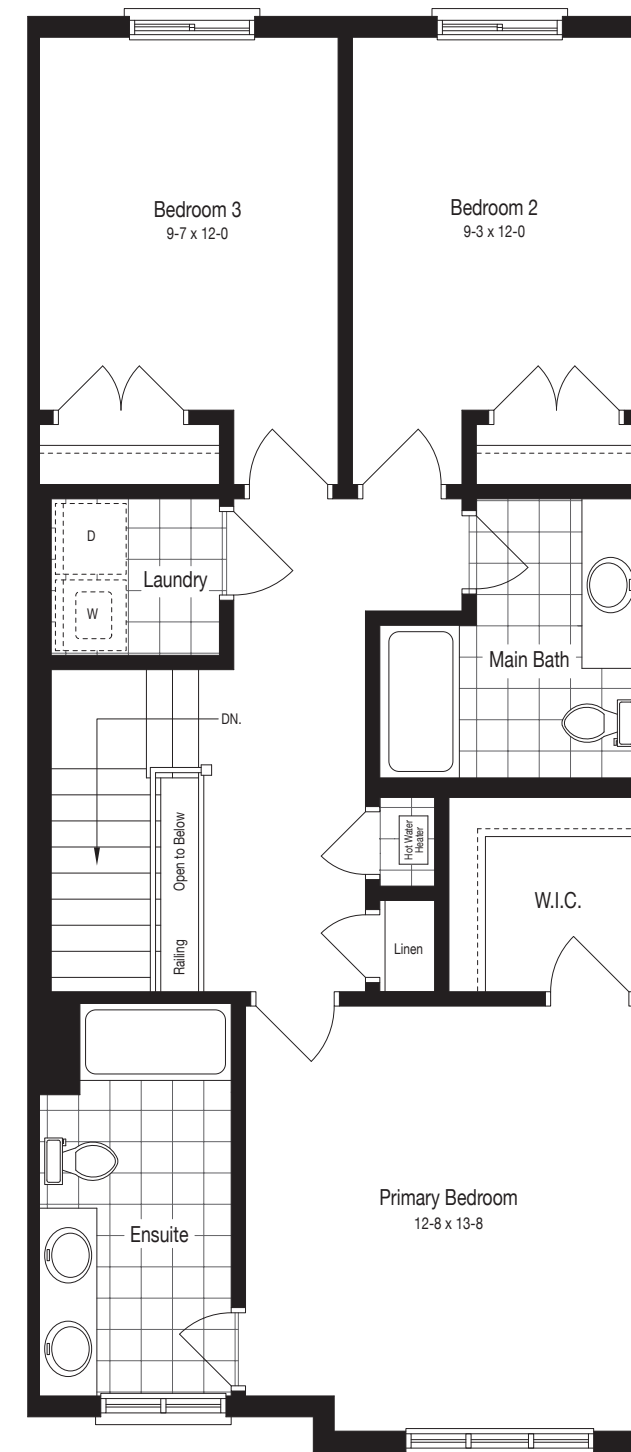 Bedroom 3
9-7 x 12-0
Bedroom 2
9-3 x 12-0
D
W
Laundry
Main Bath
DN.
Open to Below
Railing
Hot Water
Heater
Linen
W.I.C.
Primary Bedroom
12-8 x 13-8
Ensuite